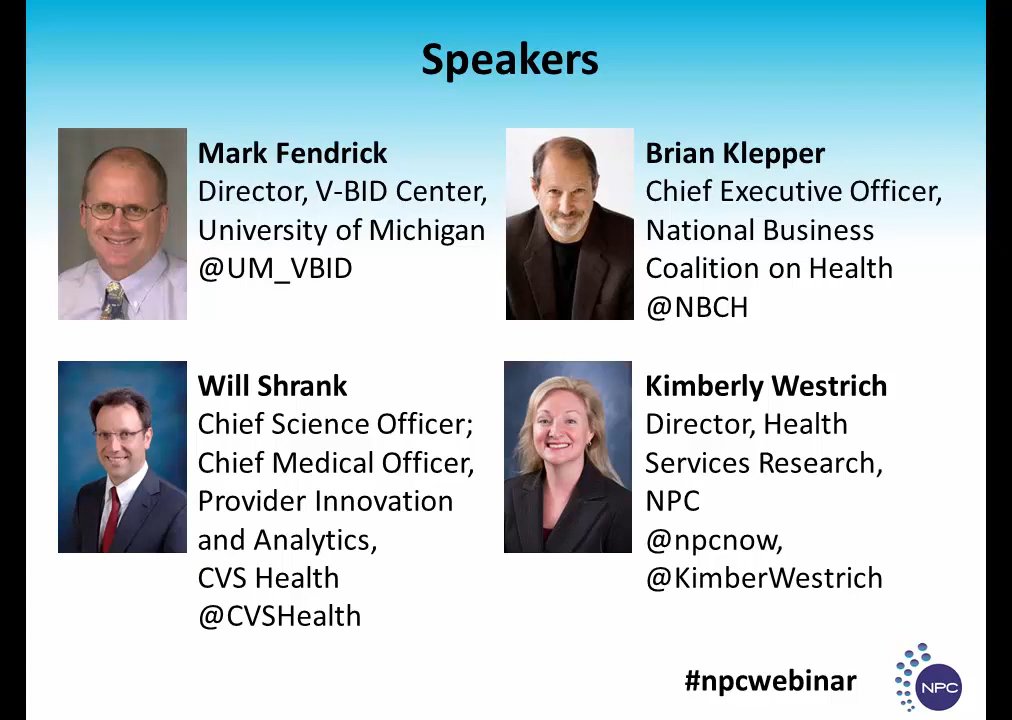 Speakers
Mark Fendrick
Director, V-BID Center,
University of Michigan
@UM_VBID
Brian Klepper
Chief Executive Officer,
National Business
Coalition on Health
@NBCH
Will Shrank
Chief Science Officer;
Chief Medical Officer,
Provider Innovation
and Analytics,
CVS Health
@CVSHealth
Kimberly Westrich
Director, Health
Services Research,
NPC
@npcnow,
@KimberWestrich
#npcwebinar
NPC